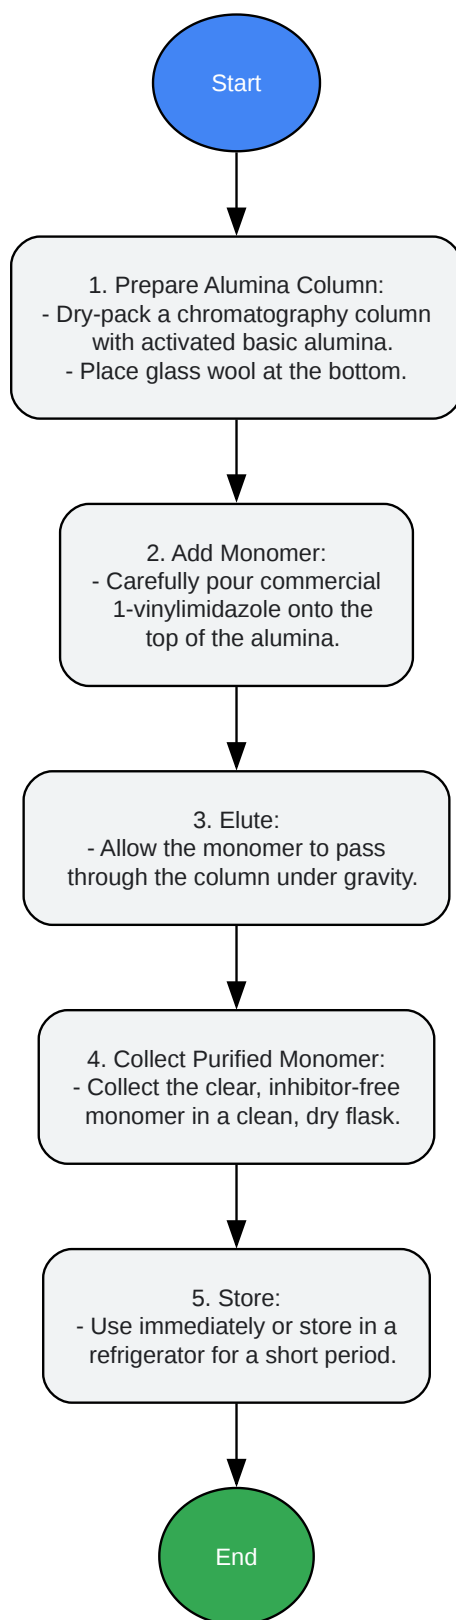 Start
1. Prepare Alumina Column:
- Dry-pack a chromatography column
with activated basic alumina.
- Place glass wool at the bottom.
2. Add Monomer:
- Carefully pour commercial
1-vinylimidazole onto the
top of the alumina.
3. Elute:
- Allow the monomer to pass
through the column under gravity.
4. Collect Purified Monomer:
- Collect the clear, inhibitor-free
monomer in a clean, dry flask.
5. Store:
- Use immediately or store in a
refrigerator for a short period.
End